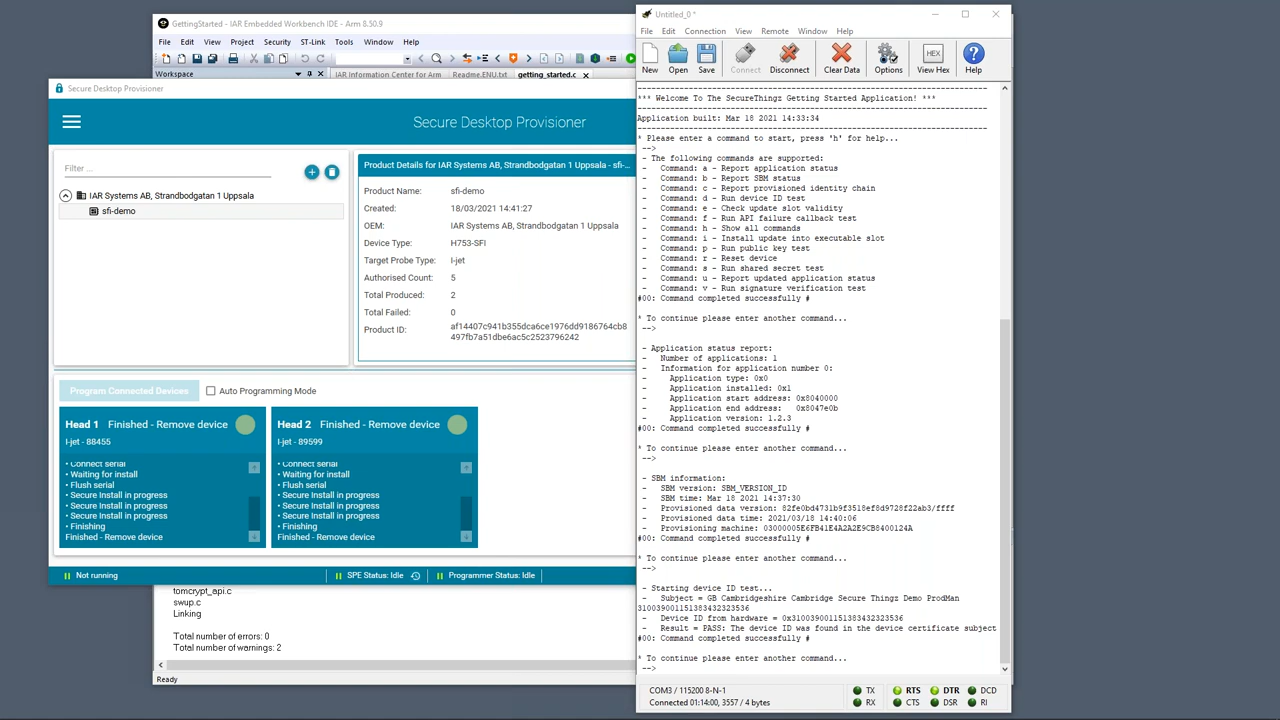 GettingStarted - IAR Embedded Workbench IDE - Arm 8.50.9
File Edit View Project Security ST-Link Tools Window Help
Workspace
IAR Information Center for Arm Readme.ENU.txt getting_started.c
Secure Desktop Provisioner
Secure Desktop Provisioner
Filter ...
IAR Systems AB, Strandbodgatan 1 Uppsala
sfi-demo
Product Details for IAR Systems AB, Strandbodgatan 1 Uppsala - sfi-...
Product Name: sfi-demo
Created: 18/03/2021 14:41:27
OEM: IAR Systems AB, Strandbodgatan 1 Uppsala
Device Type: H753-SFI
Target Probe Type: I-jet
Authorised Count: 5
Total Produced: 2
Total Failed: 0
Product ID: af14407c941b355dca6ce1976dd9186764cb8
497fb7a51dbe6ac5c2523796242
Program Connected Devices Auto Programming Mode
Head 1 Finished - Remove device
I-jet - 88455
• Connect serial
• Waiting for install
• Flush serial
• Secure Install in progress
• Secure Install in progress
• Secure Install in progress
• Finishing
Finished - Remove device
Head 2 Finished - Remove device
I-jet - 89599
• Connect serial
• Waiting for install
• Flush serial
• Secure Install in progress
• Secure Install in progress
• Secure Install in progress
• Finishing
Finished - Remove device
Not running SPE Status: Idle Programmer Status: Idle
tomcrypt_api.c
swup.c
Linking
Total number of errors: 0
Total number of warnings: 2
Ready
Untitled_0 *
File Edit Connection View Remote Window Help
New Open Save Connect Disconnect Clear Data Options View Hex Help
HEX
--------------------------------------------------------------
*** Welcome To The SecureThingz Getting Started Application! ***
--------------------------------------------------------------
Application built: Mar 18 2021 14:33:34
--------------------------------------------------------------
* Please enter a command to start, press 'h' for help...
-->
- The following commands are supported:
- Command: a - Report application status
- Command: b - Report SBM status
- Command: c - Report provisioned identity chain
- Command: d - Run device ID test
- Command: e - Check update slot validity
- Command: f - Run API failure callback test
- Command: h - Show all commands
- Command: i - Install update into executable slot
- Command: p - Run public key test
- Command: r - Reset device
- Command: s - Run shared secret test
- Command: u - Report updated application status
- Command: v - Run signature verification test
#00: Command completed successfully #
* To continue please enter another command...
-->
- Application status report:
- Number of applications: 1
- Information for application number 0:
- Application type: 0x0
- Application installed: 0x1
- Application start address: 0x8040000
- Application end address: 0x8047e0b
- Application version: 1.2.3
#00: Command completed successfully #
* To continue please enter another command...
-->
- SBM information:
- SBM version: SBM_VERSION_ID
- SBM time: Mar 18 2021 14:37:30
- Provisioned data version: 82fe0bd4731b9f3518ef8d9728f22ab3/ffff
- Provisioned data time: 2021/03/18 14:40:06
- Provisioning machine: 03000005E6FB41E4A2A2E9CB8400124A
#00: Command completed successfully #
* To continue please enter another command...
-->
- Starting device ID test...
- Subject = GB Cambridgeshire Cambridge Secure Thingz Demo ProdMan
310039001151383432323536
- Device ID from hardware = 0x310039001151383432323536
- Result = PASS: The device ID was found in the device certificate subject
#00: Command completed successfully #
* To continue please enter another command...
-->
COM3 / 115200 8-N-1
Connected 01:14:00, 3557 / 4 bytes
TX RTS DTR DCD
RX CTS DSR RI